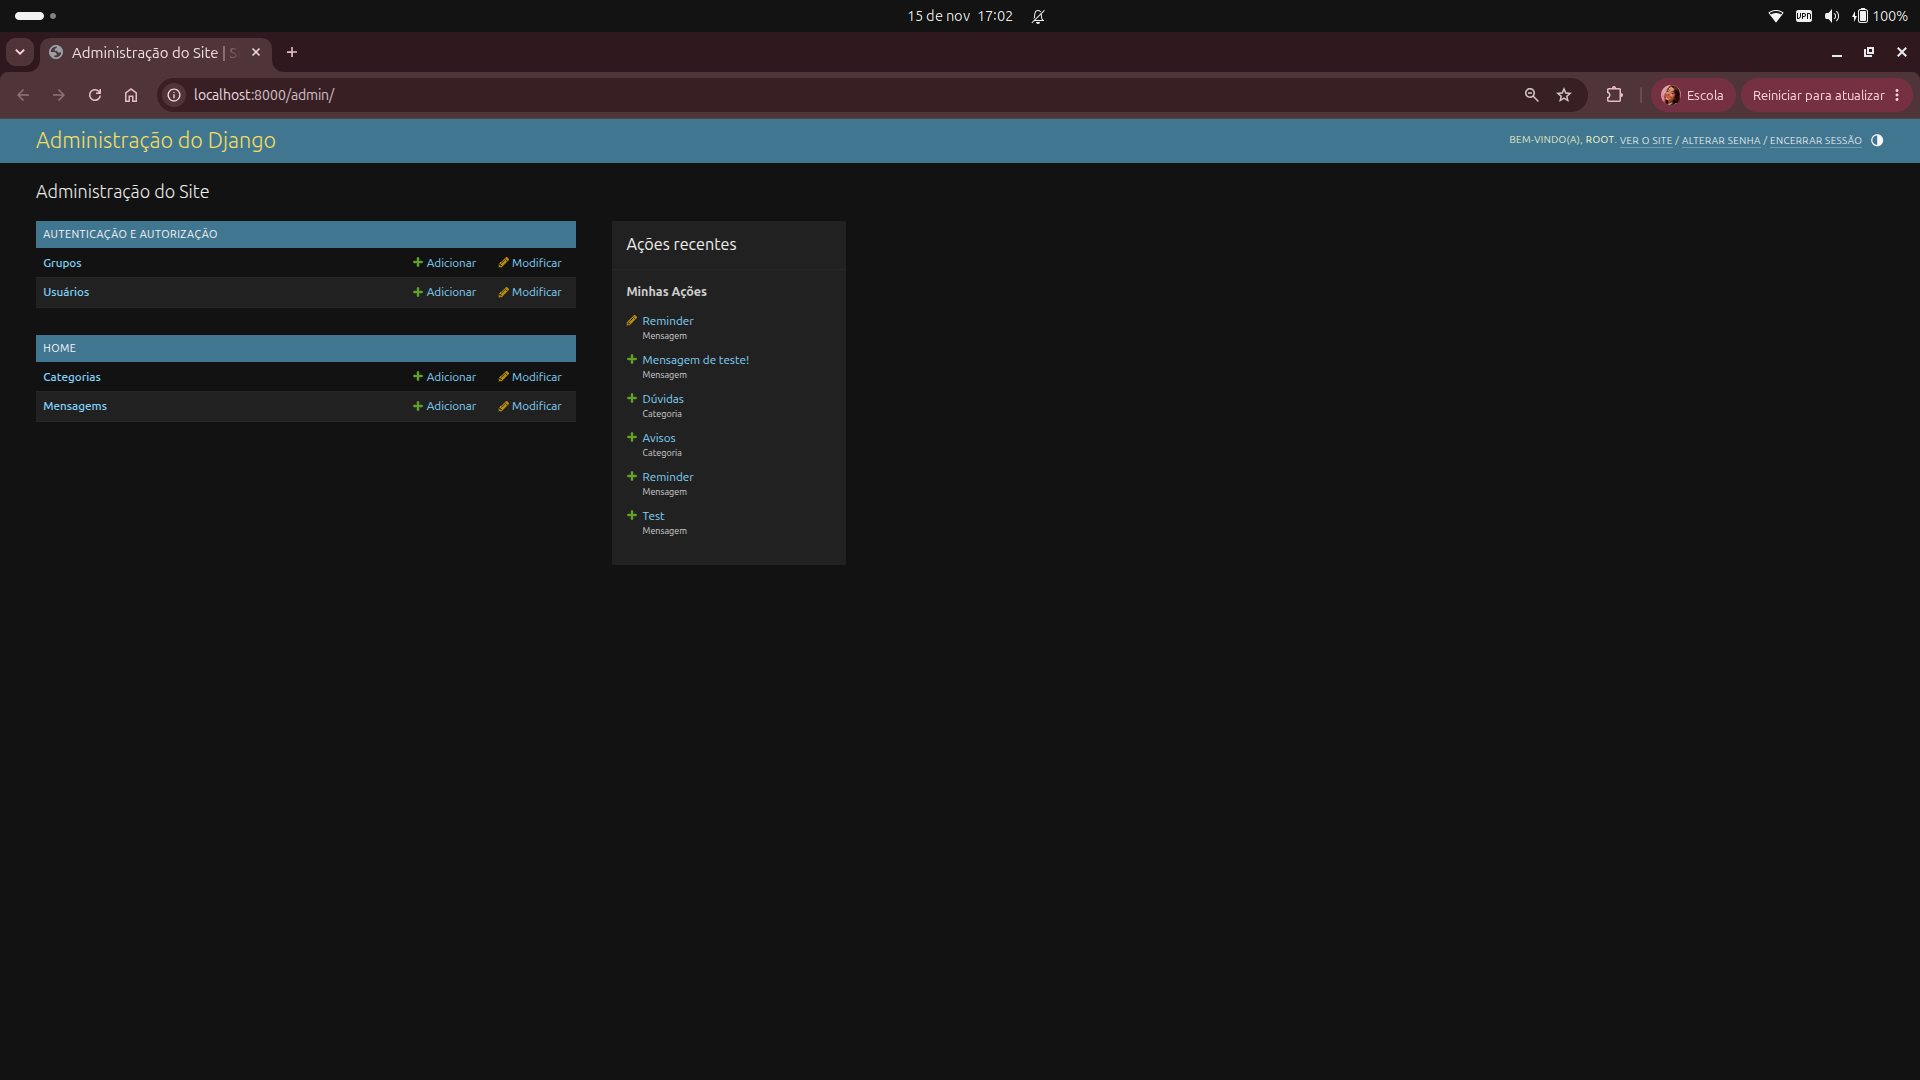 15 de nov 17:02
VPN
100%
Administração do Site | S
localhost:8000/admin/
Escola
Reiniciar para atualizar
Administração do Django
BEM-VINDO(A), ROOT. VER O SITE / ALTERAR SENHA / ENCERRAR SESSÃO
Administração do Site
AUTENTICAÇÃO E AUTORIZAÇÃO
Grupos Adicionar Modificar
Usuários Adicionar Modificar
HOME
Categorias Adicionar Modificar
Mensagems Adicionar Modificar
Ações recentes
Minhas Ações
Reminder
Mensagem
Mensagem de teste!
Mensagem
Dúvidas
Categoria
Avisos
Categoria
Reminder
Mensagem
Test
Mensagem